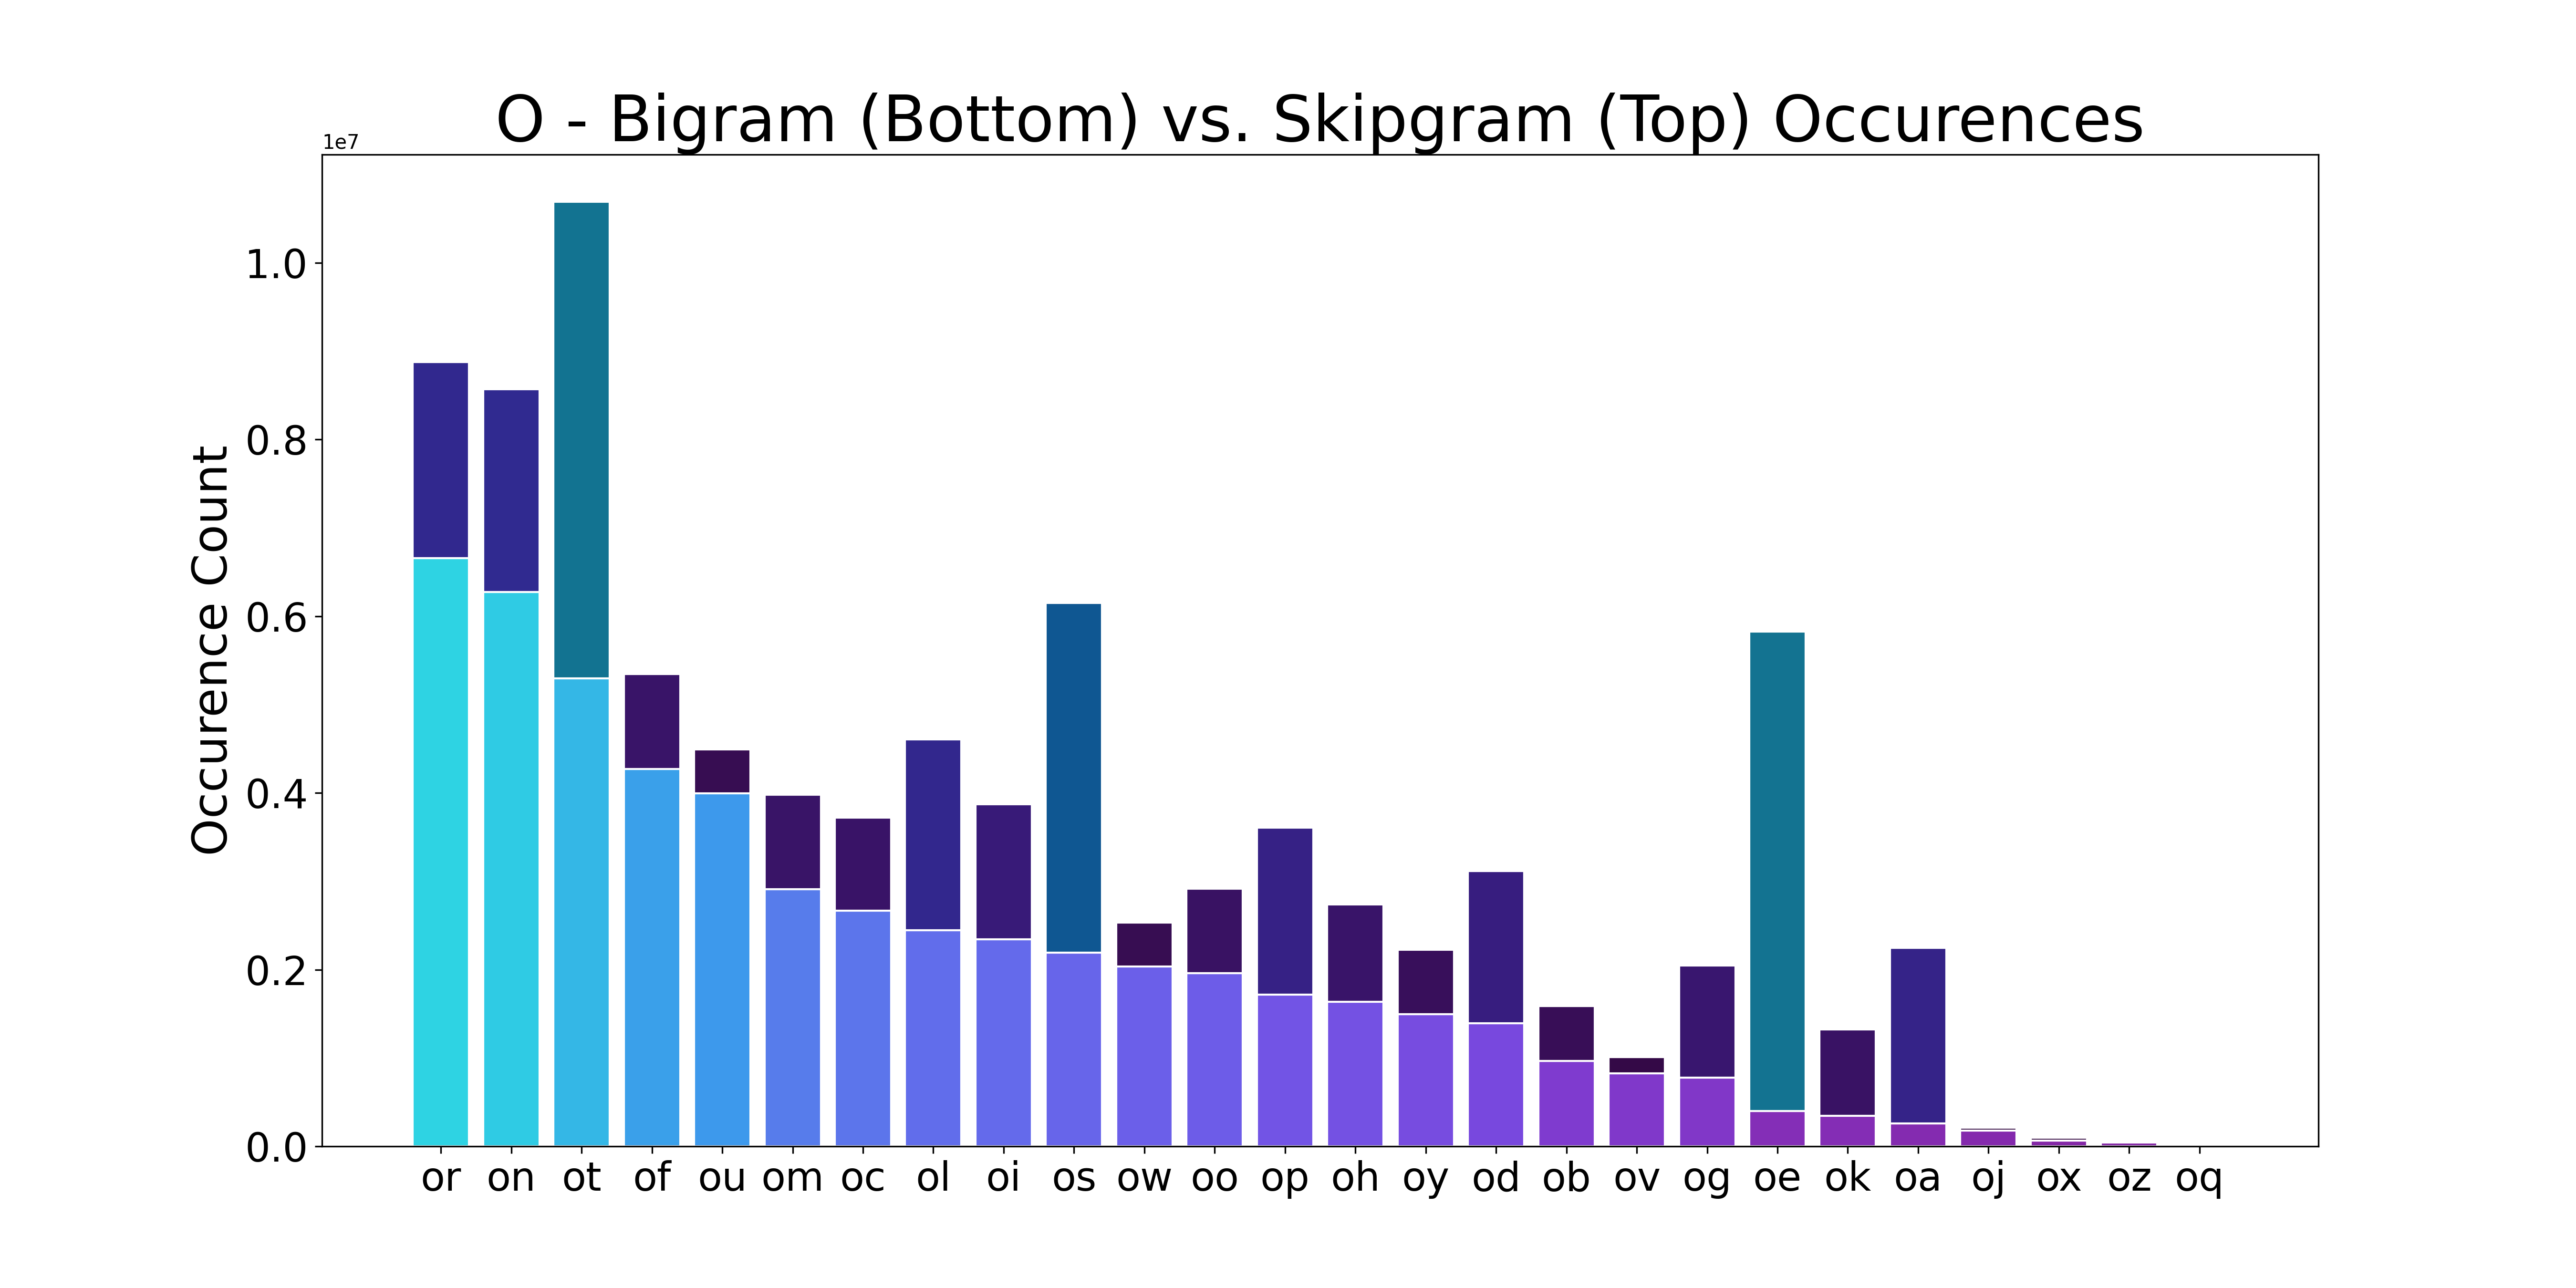 O - Bigram (Bottom) vs. Skipgram (Top) Occurences
1e7
1.0
0.8
0.6
0.4
0.2
0.0
Occurence Count
or on ot of ou om oc ol oi os ow oo op oh oy od ob ov og oe ok oa oj ox oz oq